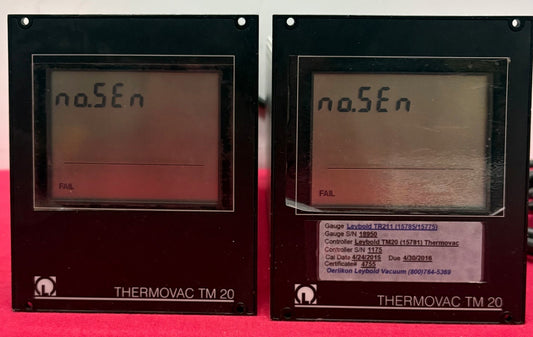 no.SEn
FAIL
THERMOVAC TM 20
no.SEn
FAIL
Gauge Leybold TR211 (15785/15775)
Gauge S/N 18950
Controller Leybold TM20 (15781) Thermovac
Controller S/N 1175
Cal Date 4/24/2015 Due 4/30/2016
Certificate# 4755
Oerlikon Leybold Vacuum (800)764-5369
THERMOVAC TM 20